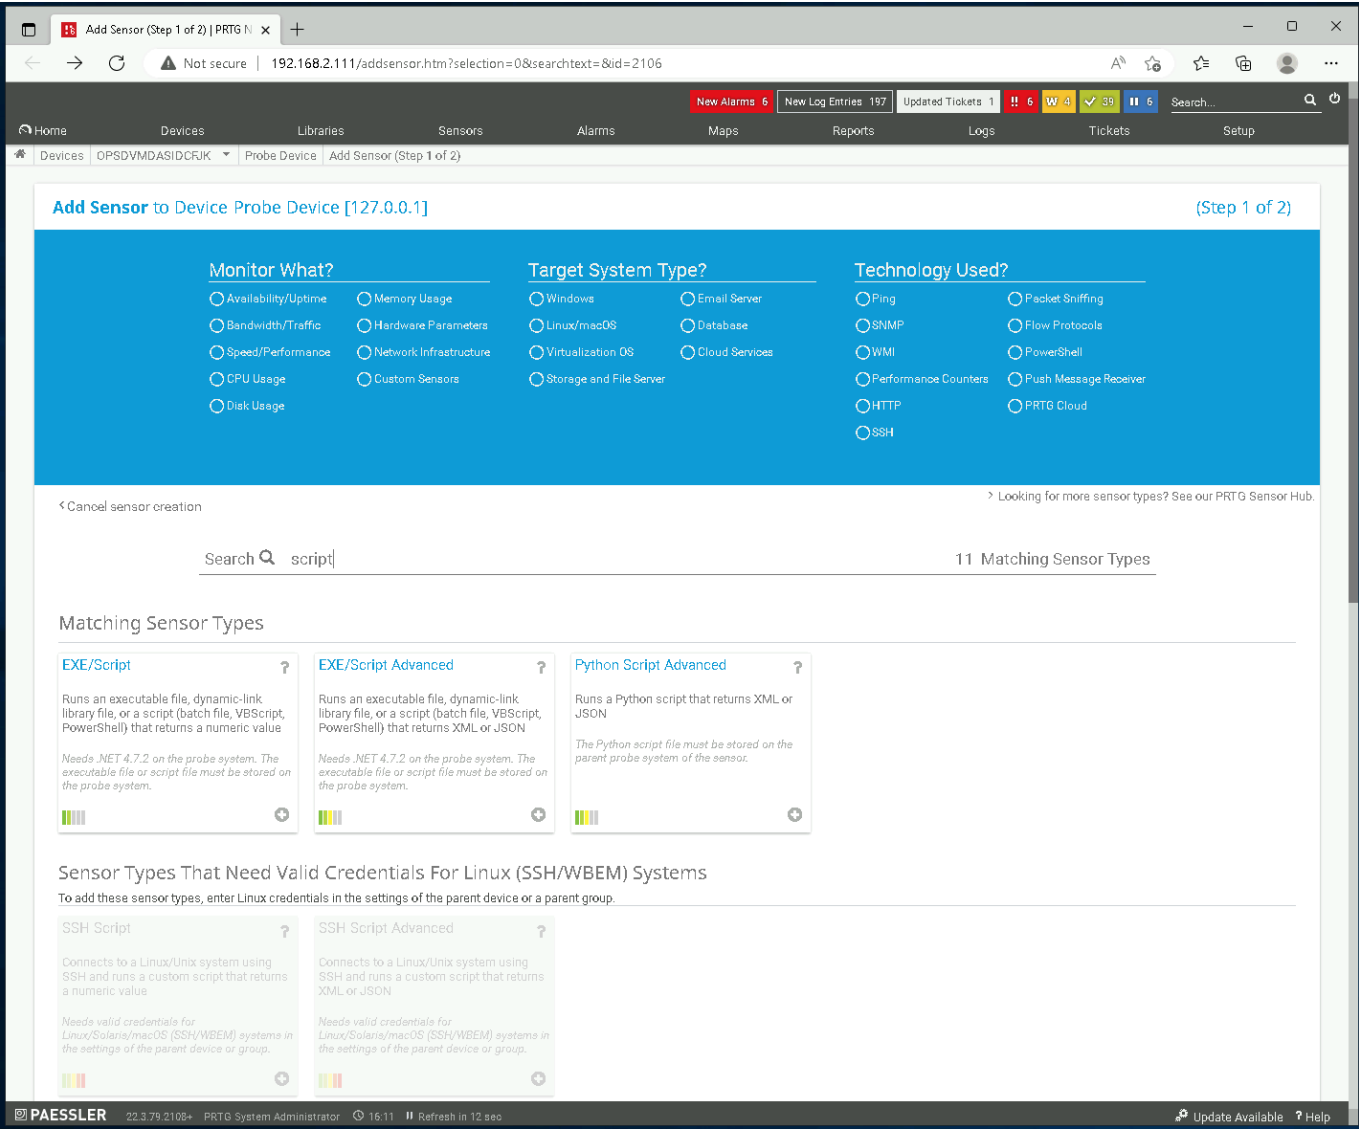 Add Sensor (Step 1 of 2) | PRTG N
Not secure | 192.168.2.111/addsensor.htm?selection=0&searchtext=&id=2106
New Alarms 6 New Log Entries 197 Updated Tickets 1 !! 6 W 4 39 6 Search...
Home Devices Libraries Sensors Alarms Maps Reports Logs Tickets Setup
Devices OPSDVMDASIDCFJK Probe Device Add Sensor (Step 1 of 2)
Add Sensor to Device Probe Device [127.0.0.1] (Step 1 of 2)
Monitor What? Target System Type? Technology Used?
Availability/Uptime Memory Usage Windows Email Server Ping Packet Sniffing
Bandwidth/Traffic Hardware Parameters Linux/macOS Database SNMP Flow Protocols
Speed/Performance Network Infrastructure Virtualization OS Cloud Services WMI PowerShell
CPU Usage Custom Sensors Storage and File Server Performance Counters Push Message Receiver
Disk Usage HTTP PRTG Cloud
SSH
Looking for more sensor types? See our PRTG Sensor Hub.
Cancel sensor creation
Search script 11 Matching Sensor Types
Matching Sensor Types
EXE/Script ?
Runs an executable file, dynamic-link
library file, or a script (batch file, VBScript,
PowerShell) that returns a numeric value
Needs .NET 4.7.2 on the probe system. The
executable file or script file must be stored on
the probe system.
EXE/Script Advanced ?
Runs an executable file, dynamic-link
library file, or a script (batch file, VBScript,
PowerShell) that returns XML or JSON
Needs .NET 4.7.2 on the probe system. The
executable file or script file must be stored on
the probe system.
Python Script Advanced ?
Runs a Python script that returns XML or
JSON
The Python script file must be stored on the
parent probe system of the sensor.
Sensor Types That Need Valid Credentials For Linux (SSH/WBEM) Systems
To add these sensor types, enter Linux credentials in the settings of the parent device or a parent group.
SSH Script ?
Connects to a Linux/Unix system using
SSH and runs a custom script that returns
a numeric value
Needs valid credentials for
Linux/Solaris/macOS (SSH/WBEM) systems in
the settings of the parent device or group.
SSH Script Advanced ?
Connects to a Linux/Unix system using
SSH and runs a custom script that returns
XML or JSON
Needs valid credentials for
Linux/Solaris/macOS (SSH/WBEM) systems in
the settings of the parent device or group.
PAESSLER 22.3.79.2108+ PRTG System Administrator 16:11 Refresh in 12 sec Update Available ? Help